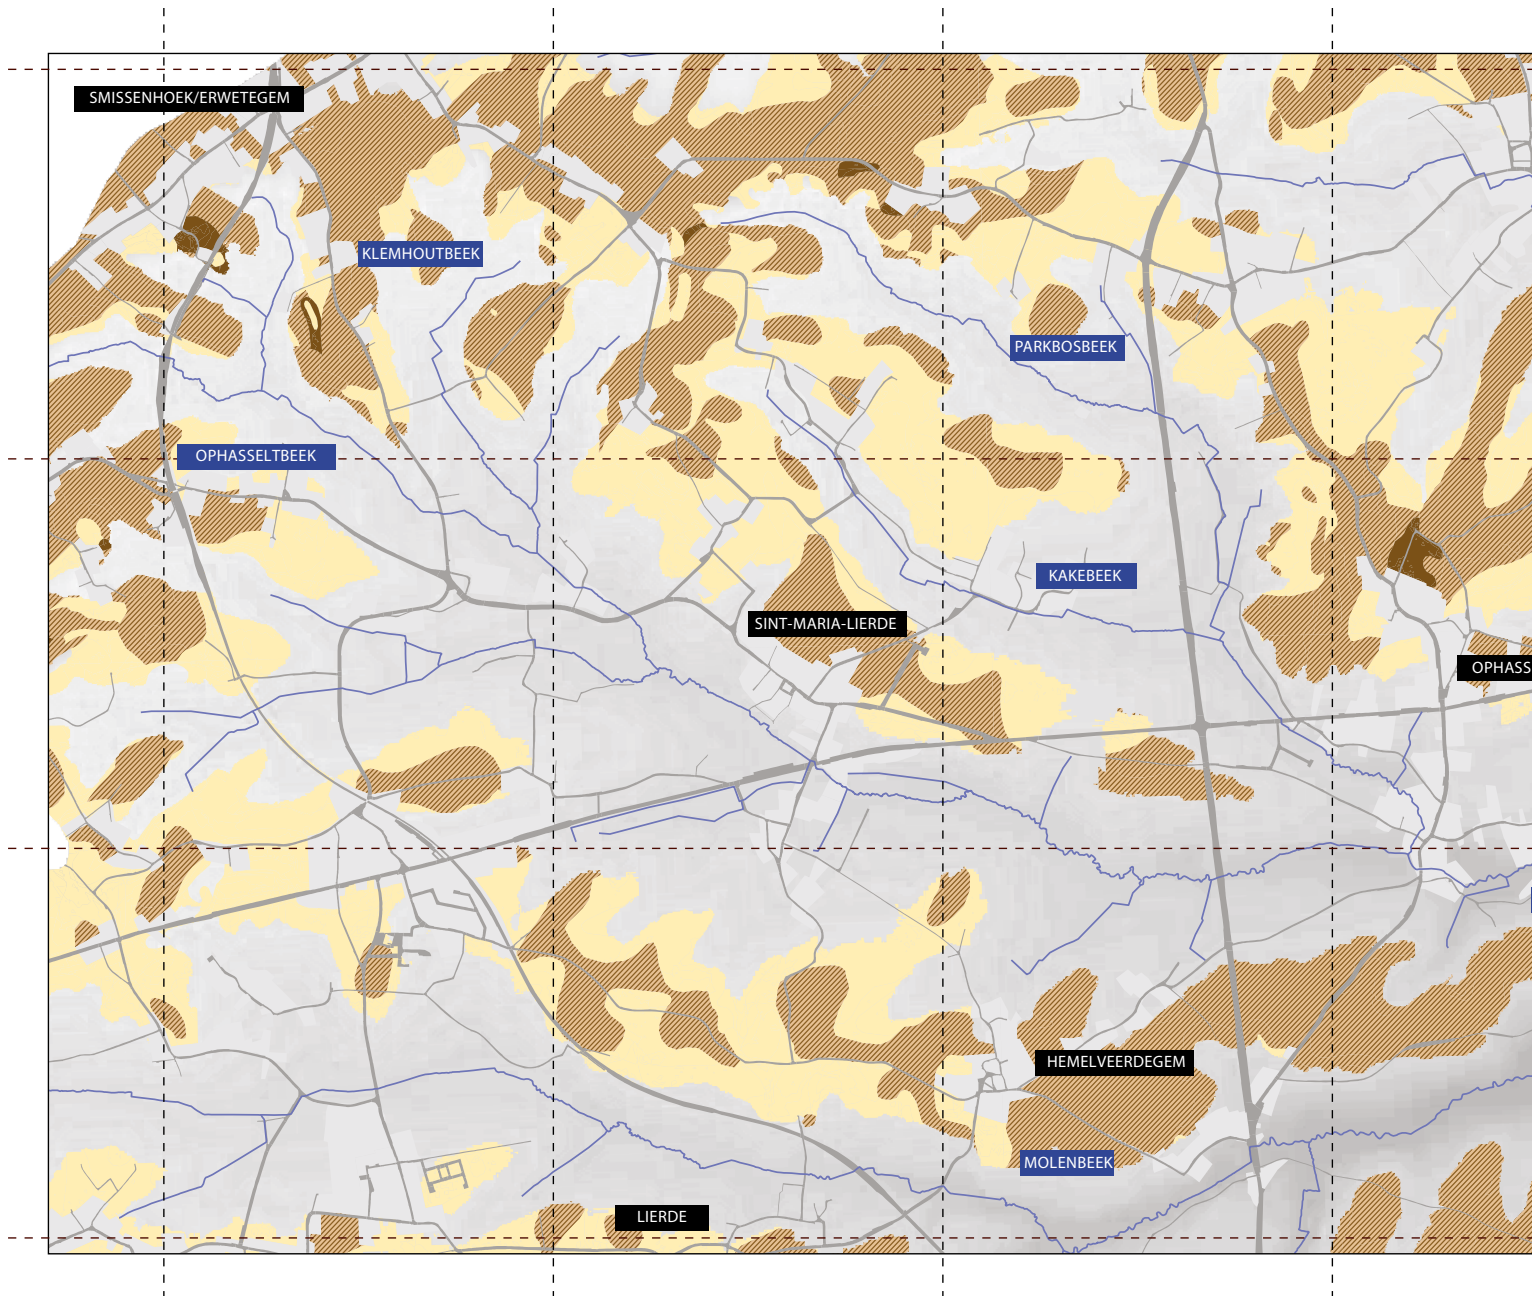 SMISSENHOEK/ERWETEGEM
KLEMHOUTBEEK
PARKBOSBEEK
OPHASSELTBEEK
KAKEBEEK
SINT-MARIA-LIERDE
OPHASS
HEMELVEERDEGEM
MOLENBEEK
LIERDE